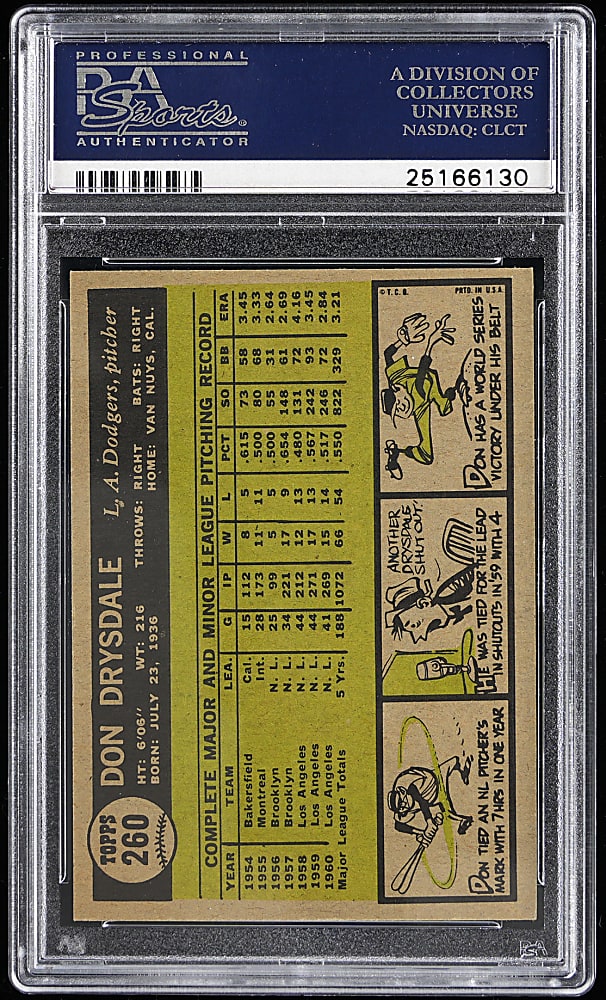 PROFESSIONAL
PSA
Sports
AUTHENTICATOR
A DIVISION OF
COLLECTORS
UNIVERSE
NASDAQ: CLCT
25166130
TOPPS
260
DON DRYSDALE L. A. Dodgers, pitcher
HT: 6'06" WT: 216 THROWS: RIGHT BATS: RIGHT
BORN: JULY 23, 1936 HOME: VAN NUYS, CAL.
COMPLETE MAJOR AND MINOR LEAGUE PITCHING RECORD
YEAR TEAM LEA. G IP W L PCT SO BB ERA
1954 Bakersfield Cal. 15 112 8 5 .615 73 58 3.45
1955 Montreal Int. 28 173 11 11 .500 80 68 3.33
1956 Brooklyn N. L. 25 99 5 5 .500 55 31 2.64
1957 Brooklyn N. L. 34 221 17 9 .654 148 61 2.69
1958 Los Angeles N. L. 44 212 12 13 .480 131 72 4.16
1959 Los Angeles N. L. 44 271 17 13 .567 242 93 3.45
1960 Los Angeles N. L. 41 269 15 14 .517 246 72 2.84
Major League Totals 5 Yrs. 188 1072 66 54 .550 822 329 3.21
DON TIED AN NL PITCHER'S
MARK WITH 7 HRS IN ONE YEAR
ANOTHER
DRYSDALE
SHUT OUT.
HE WAS TIED FOR THE LEAD
IN SHUTOUTS IN '59 WITH 4
© T. C. G. PRTD. IN U.S.A.
DON HAS A WORLD SERIES
VICTORY UNDER HIS BELT
PSA